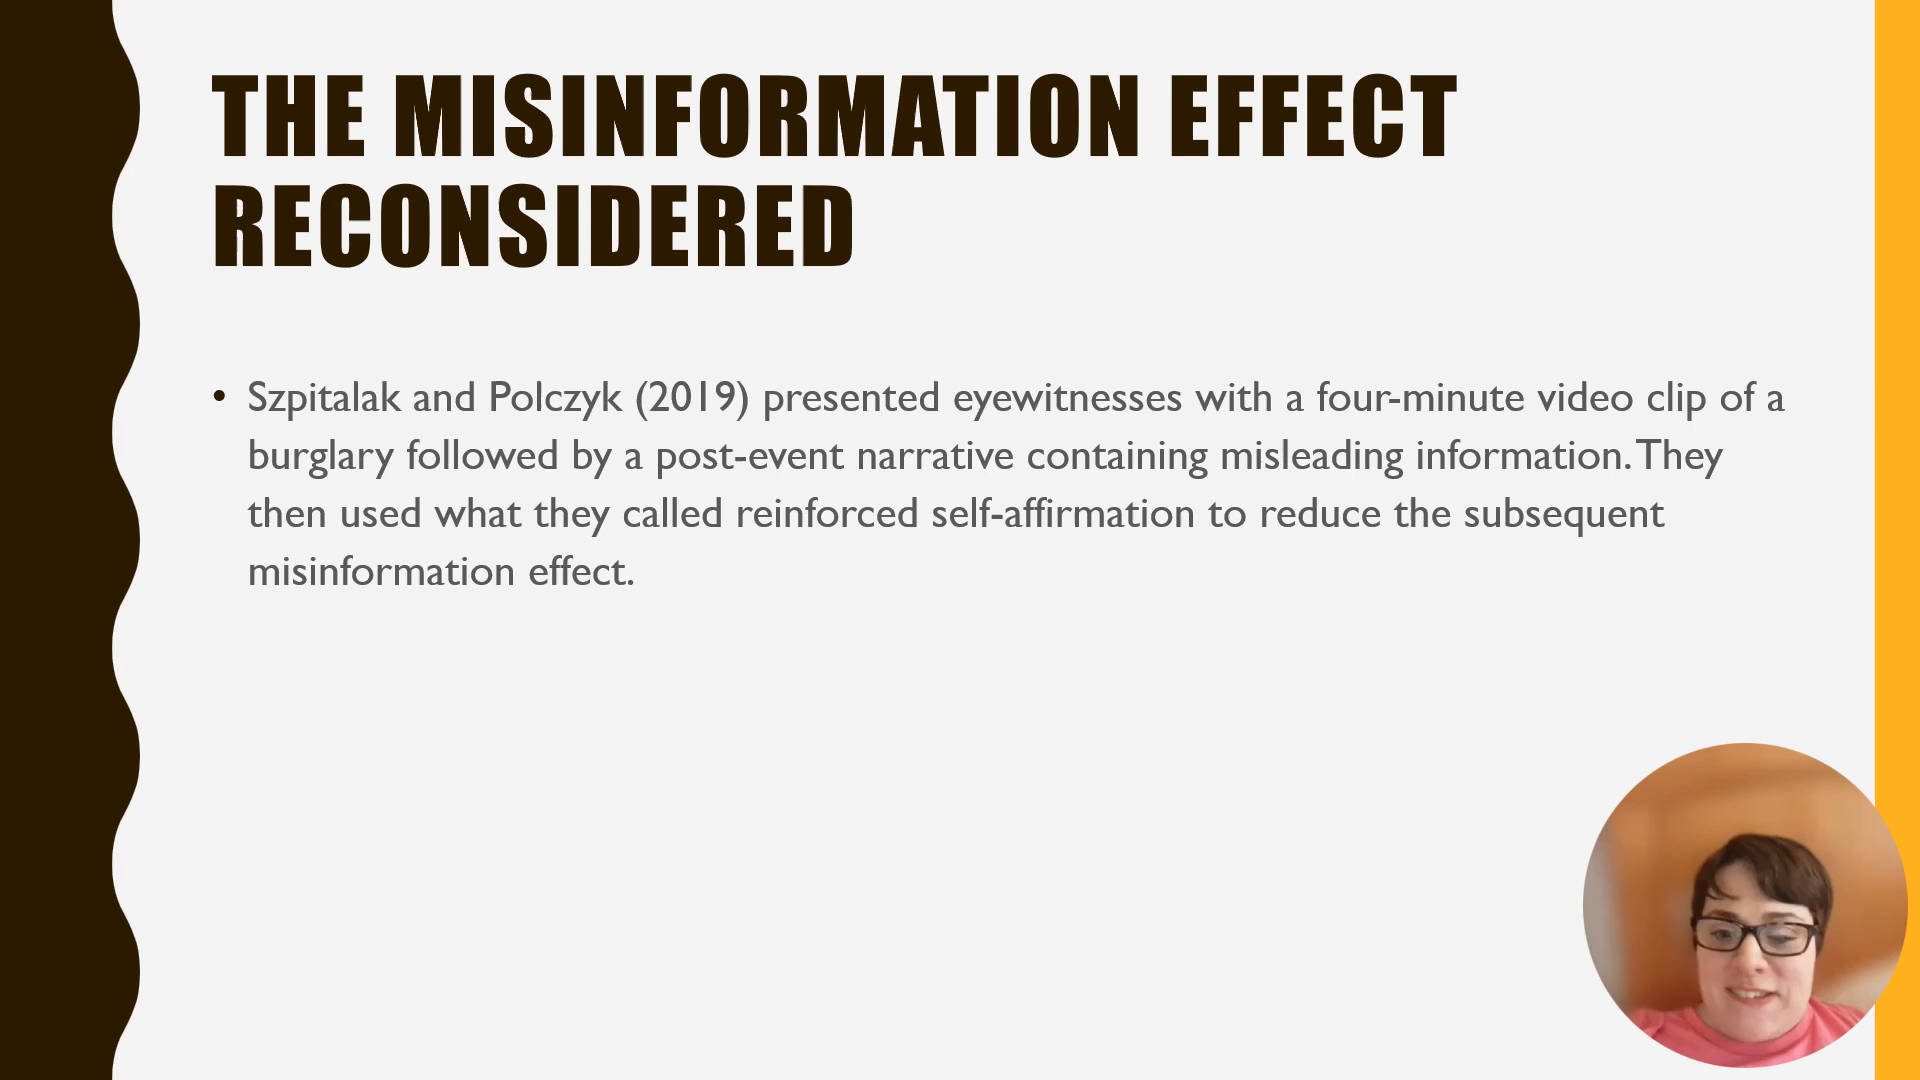 THE MISINFORMATION EFFECT
RECONSIDERED
• Szpitalak and Polczyk (2019) presented eyewitnesses with a four-minute video clip of a
burglary followed by a post-event narrative containing misleading information. They
then used what they called reinforced self-affirmation to reduce the subsequent
misinformation effect.